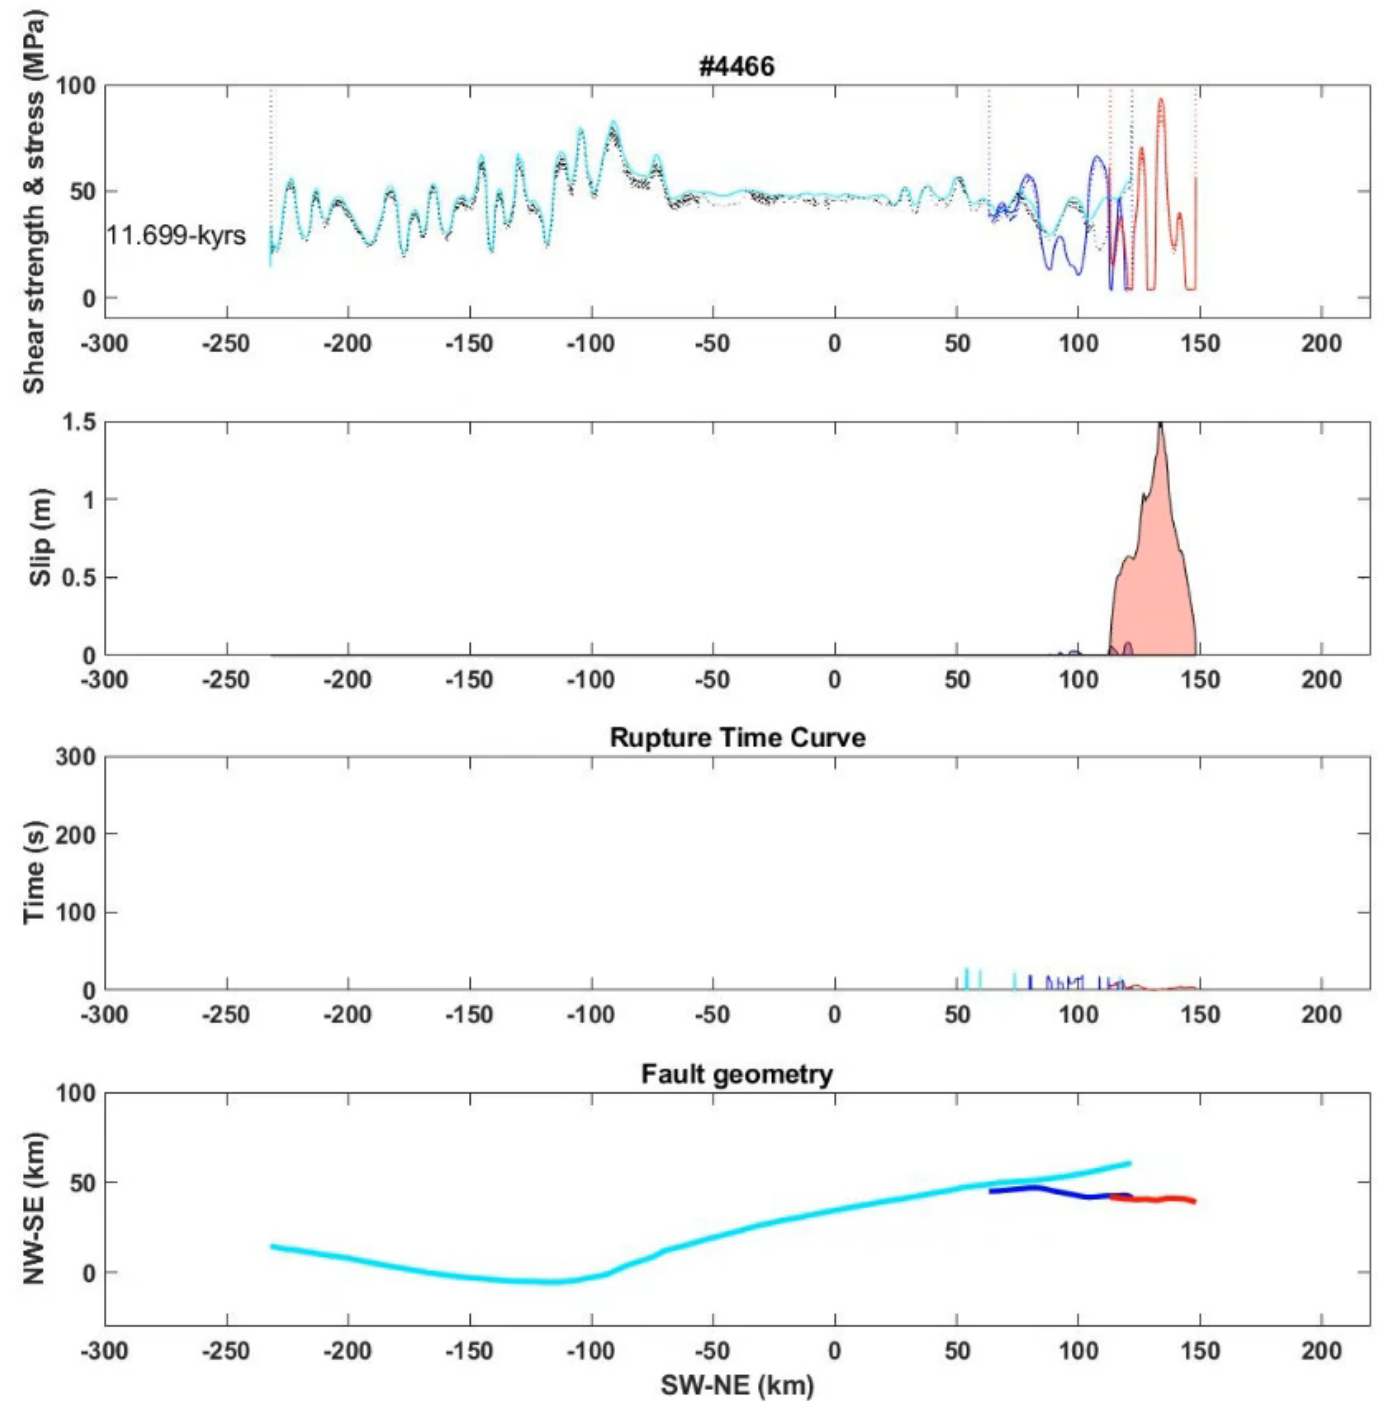 #4466
Shear strength & stress (MPa)
100
50
0
11.699-kyrs
-300 -250 -200 -150 -100 -50 0 50 100 150 200
Slip (m)
1.5
1
0.5
0
-300 -250 -200 -150 -100 -50 0 50 100 150 200
Rupture Time Curve
Time (s)
300
200
100
0
-300 -250 -200 -150 -100 -50 0 50 100 150 200
Fault geometry
NW-SE (km)
100
50
0
-300 -250 -200 -150 -100 -50 0 50 100 150 200
SW-NE (km)